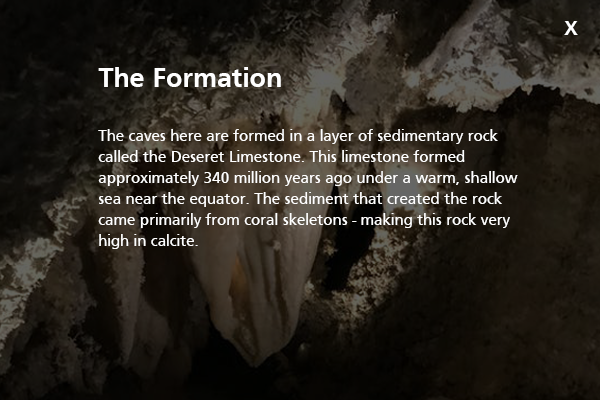 X
The Formation
The caves here are formed in a layer of sedimentary rock
called the Deseret Limestone. This limestone formed
approximately 340 million years ago under a warm, shallow
sea near the equator. The sediment that created the rock
came primarily from coral skeletons - making this rock very
high in calcite.